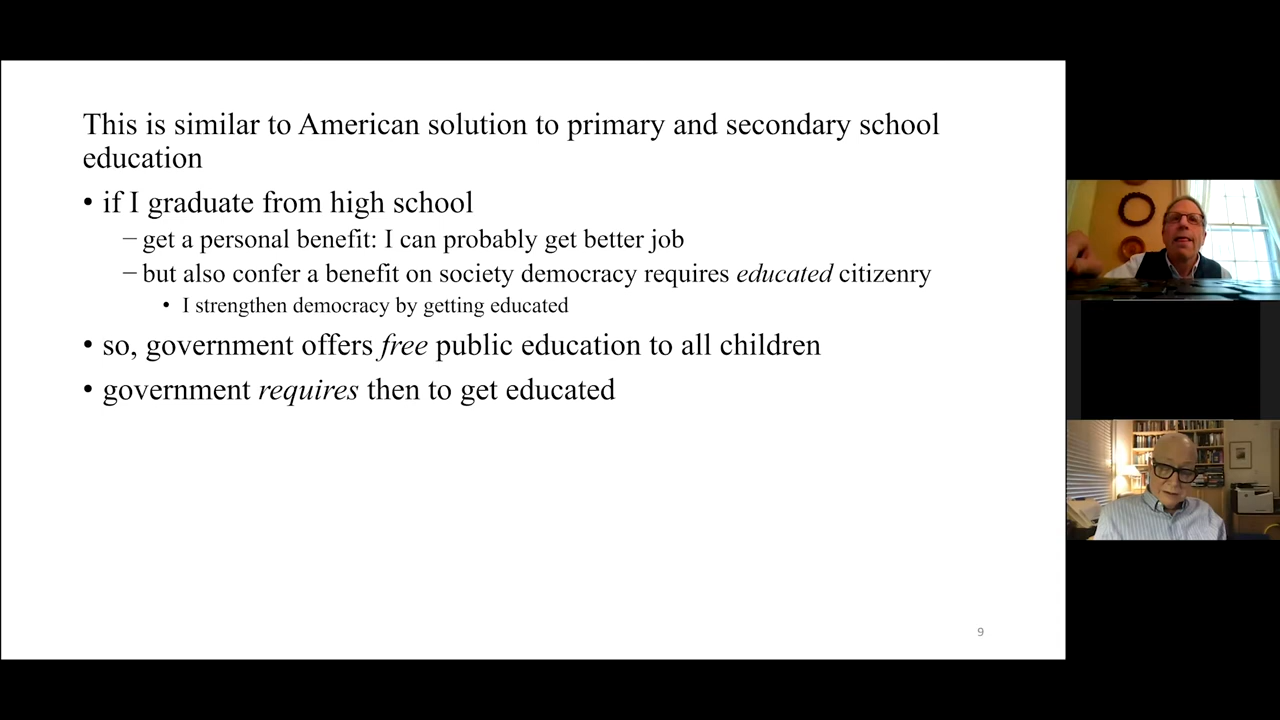 This is similar to American solution to primary and secondary school
education
• if I graduate from high school
– get a personal benefit: I can probably get better job
– but also confer a benefit on society democracy requires educated citizenry
• I strengthen democracy by getting educated
• so, government offers free public education to all children
• government requires then to get educated
9